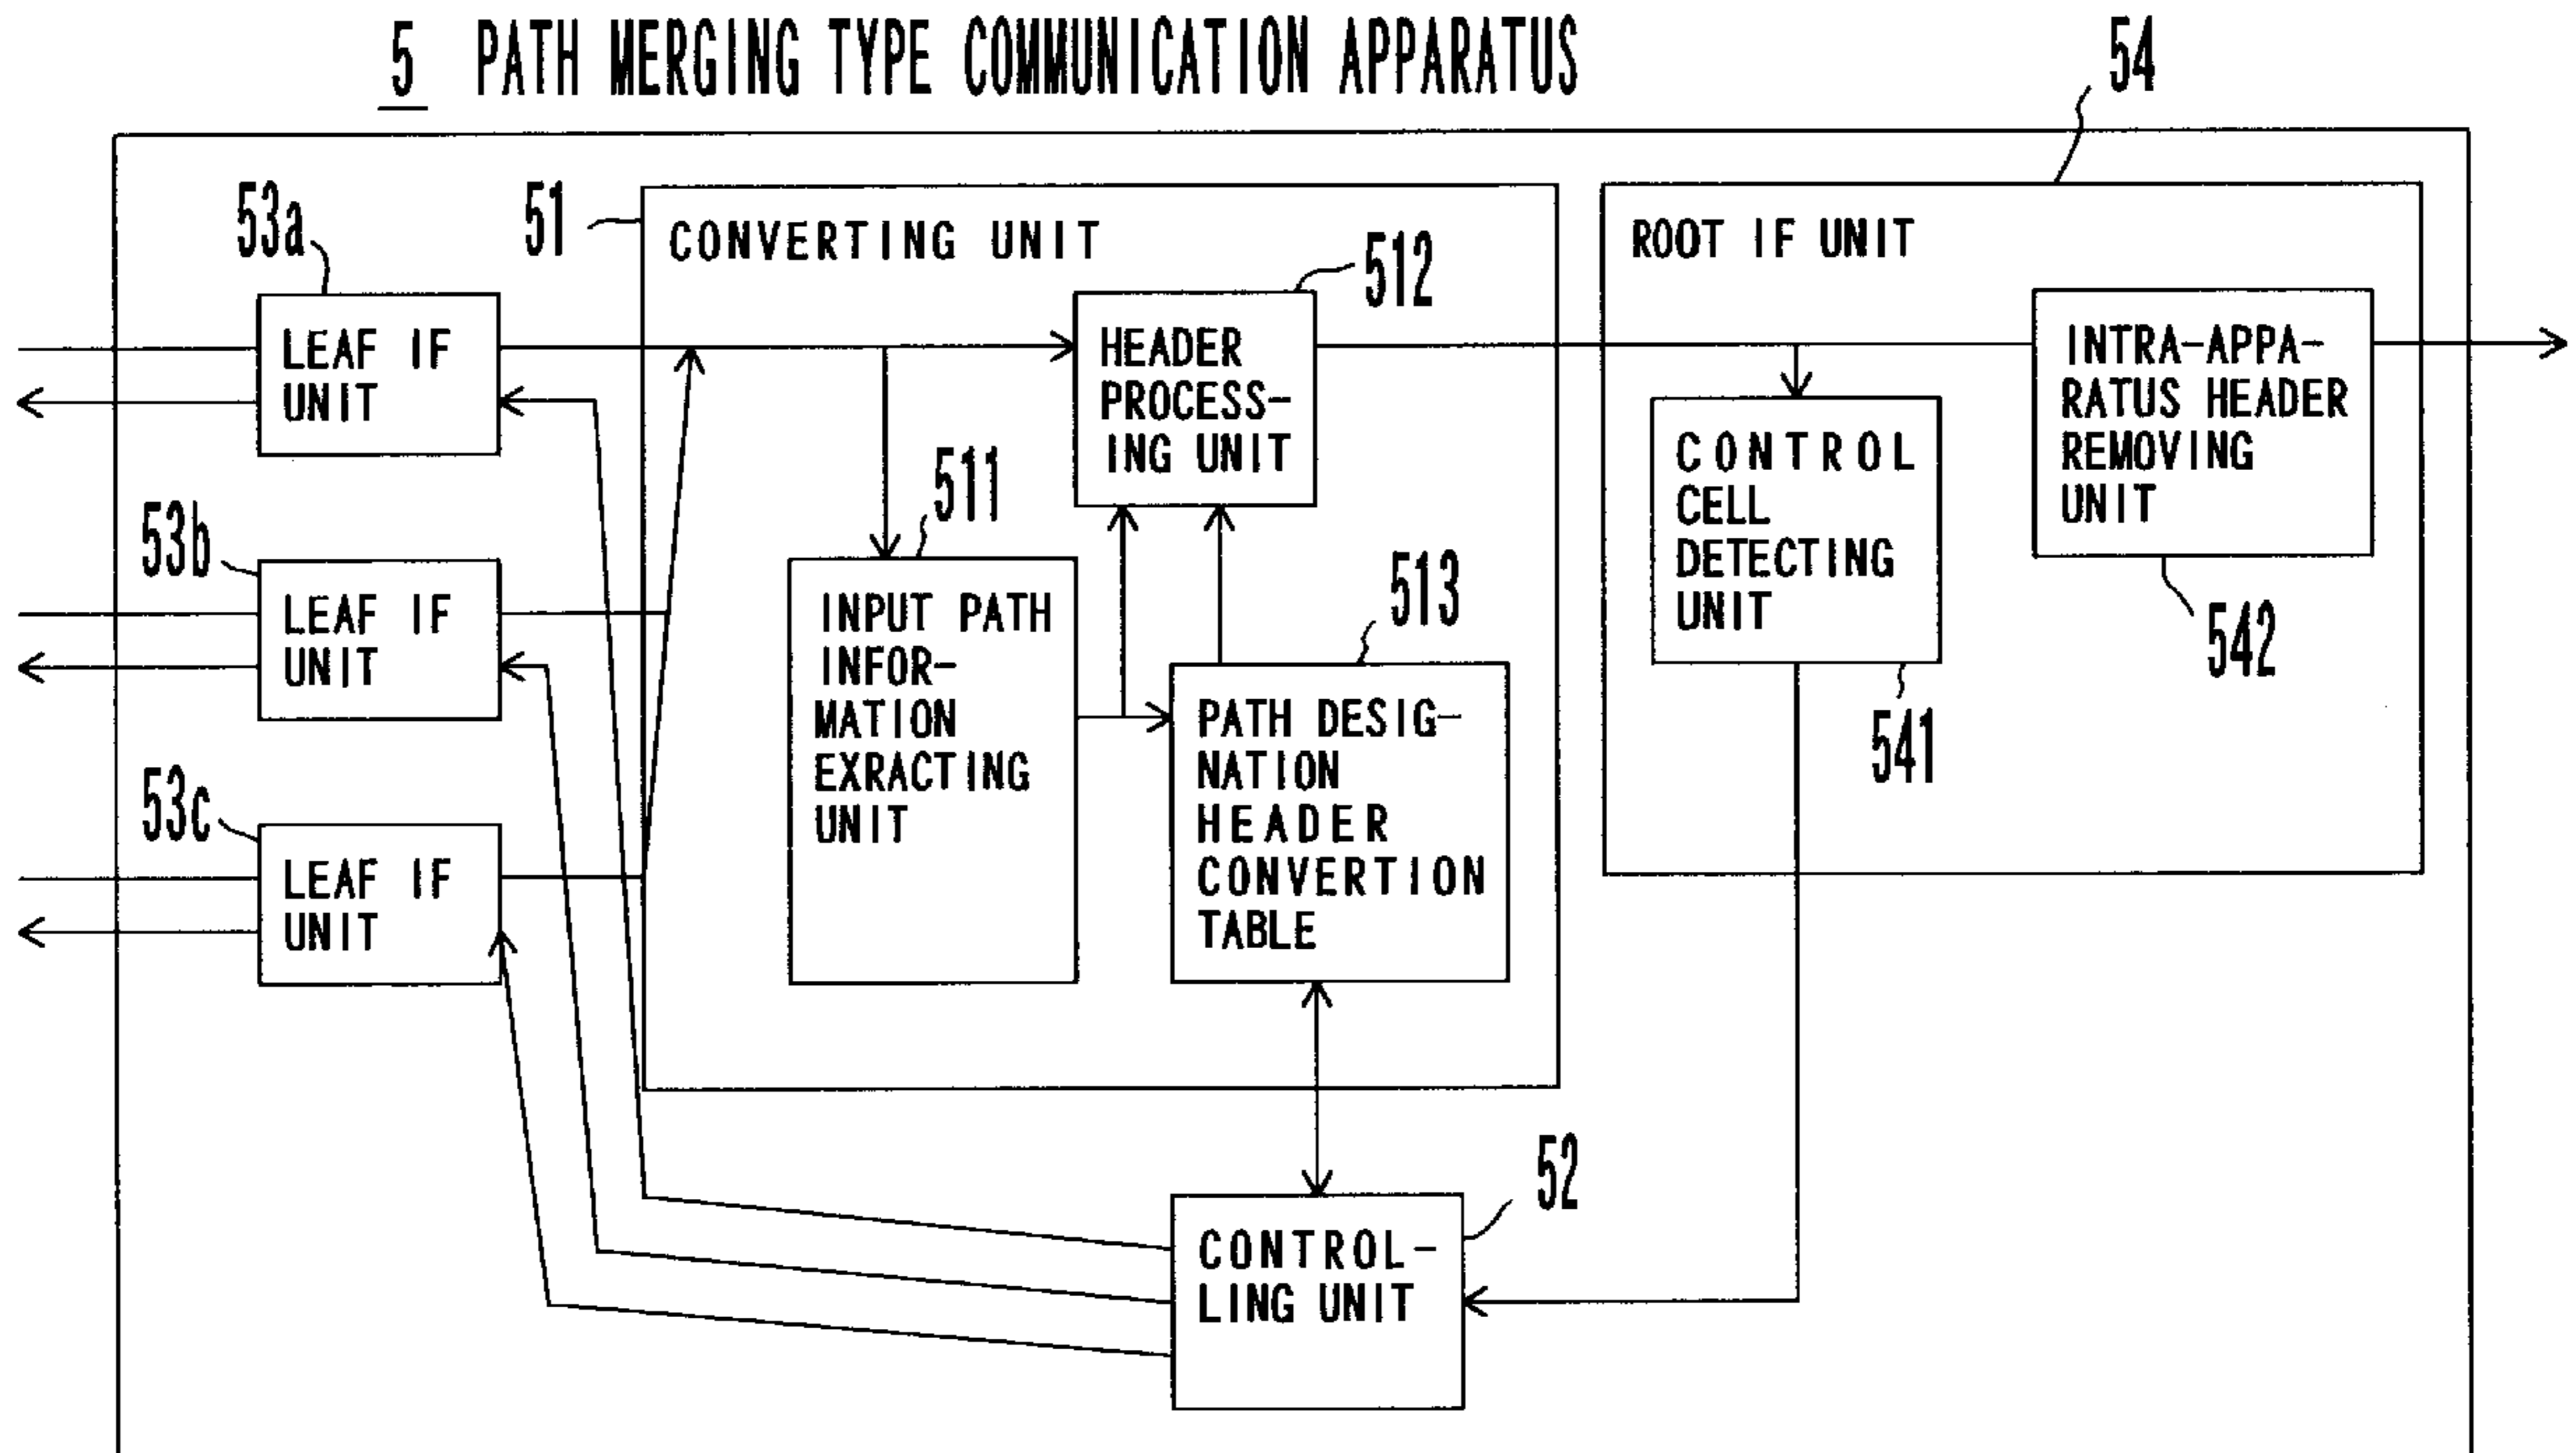 5 PATH MERGING TYPE COMMUNICATION APPARATUS
54
53a
51
CONVERTING UNIT
ROOT IF UNIT
512
LEAF IF
UNIT
HEADER
PROCESS-
ING UNIT
INTRA-APPA-
RATUS HEADER
REMOVING
UNIT
CONTROL
CELL
DETECTING
UNIT
511
53b
LEAF IF
UNIT
INPUT PATH
INFOR-
MATION
EXRACTING
UNIT
513
542
PATH DESIG-
NATION
HEADER
CONVERTION
TABLE
541
53c
LEAF IF
UNIT
52
CONTROL-
LING UNIT